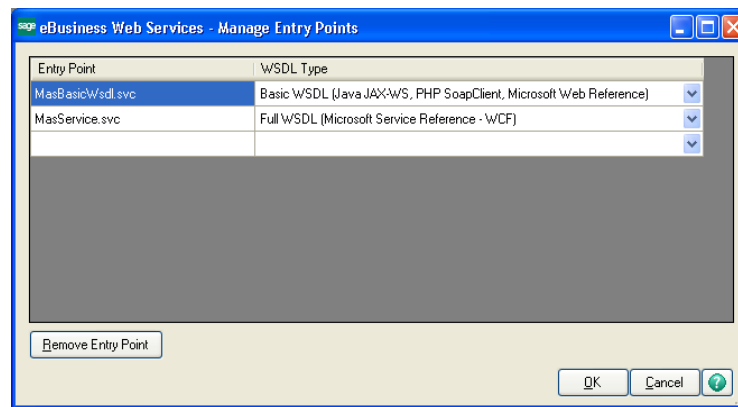 sage eBusiness Web Services - Manage Entry Points
Entry Point WSDL Type
MasBasicWsdl.svc Basic WSDL (Java JAX-WS, PHP SoapClient, Microsoft Web Reference)
MasService.svc Full WSDL (Microsoft Service Reference - WCF)
Remove Entry Point
OK Cancel ?